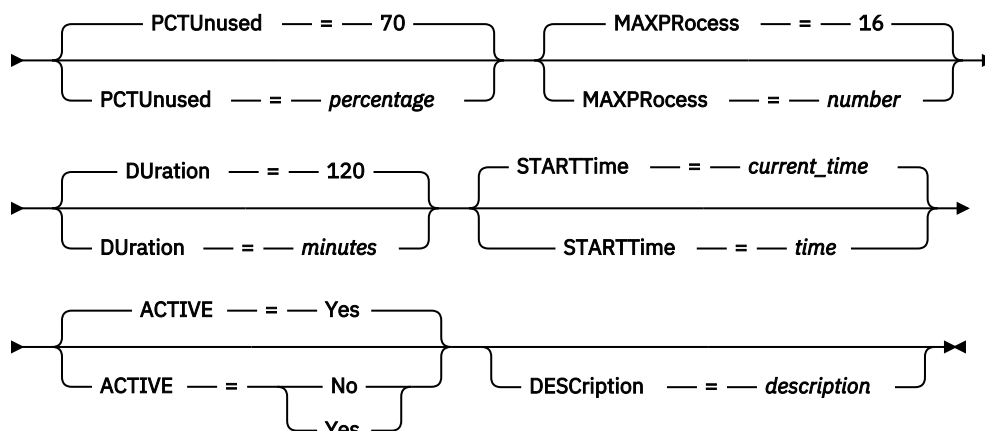 PCTUnused = 70 MAXPRocess = 16
PCTUnused = percentage MAXPRocess = number
DUration = 120 STARTTime = current_time
DUration = minutes STARTTime = time
ACTIVE = Yes
ACTIVE = No DESCription = description
Yes